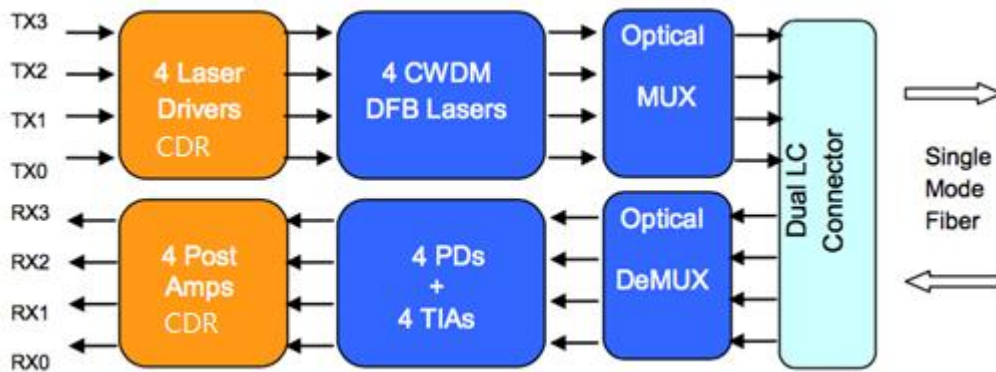 TX3
TX2
TX1
TX0
4 Laser
Drivers
CDR
4 CWDM
DFB Lasers
Optical
MUX
RX3
RX2
RX1
RX0
4 Post
Amps
CDR
4 PDs
+
4 TIAs
Optical
DeMUX
Dual LC
Connector
Single
Mode
Fiber